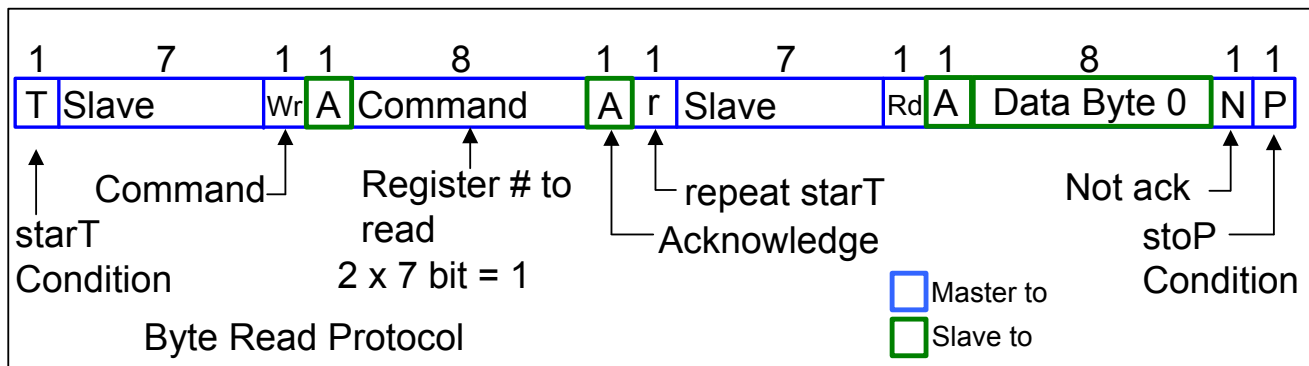 1 7 1 1 8 1 1 7 1 1 8 1 1
T Slave Wr A Command A r Slave Rd A Data Byte 0 N P
Command
Register # to
read
2 x 7 bit = 1
repeat starT
Acknowledge
Not ack
starT
Condition
stoP
Condition
Master to
Slave to
Byte Read Protocol